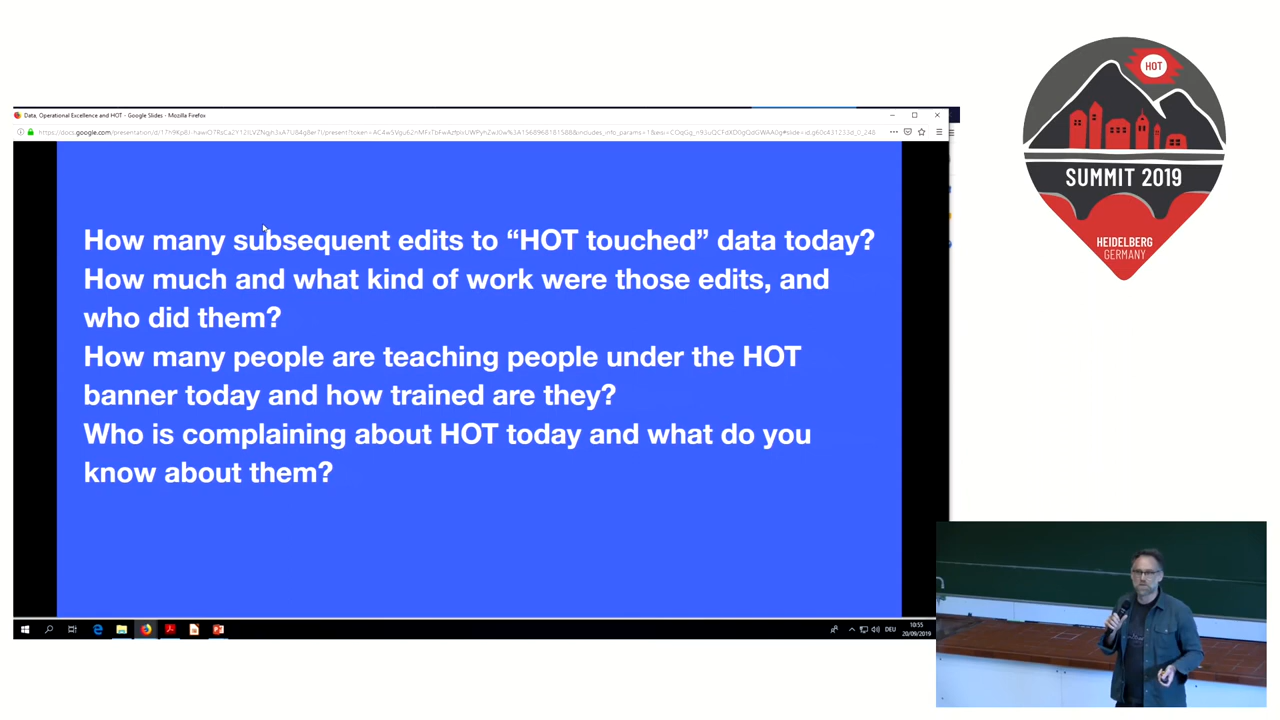 Data, Operational Excellence and HOT - Google Slides - Mozilla Firefox
How many subsequent edits to “HOT touched” data today?
How much and what kind of work were those edits, and
who did them?
How many people are teaching people under the HOT
banner today and how trained are they?
Who is complaining about HOT today and what do you
know about them?
DEU
10:55
20/09/2019
HOT
SUMMIT 2019
HEIDELBERG
GERMANY